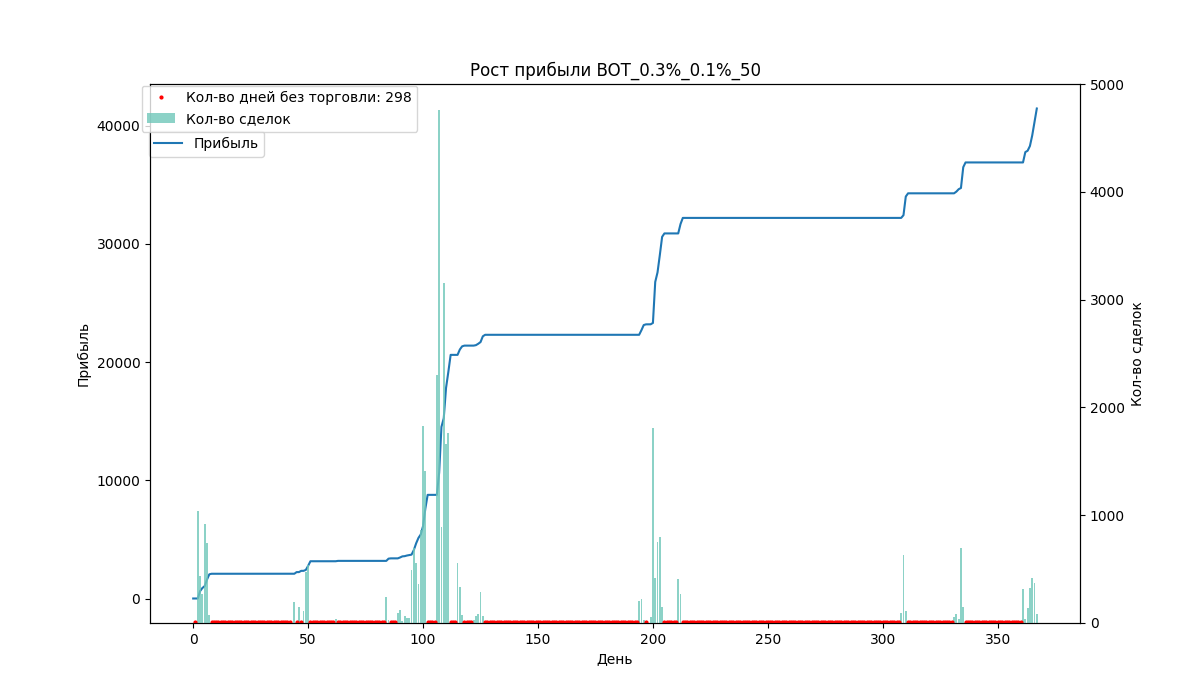 Рост прибыли BOT_0.3%_0.1%_50
Кол-во дней без торговли: 298
Кол-во сделок
Прибыль
40000
30000
20000
10000
0
Прибыль
5000
4000
3000
2000
1000
0
Кол-во сделок
0 50 100 150 200 250 300 350
День